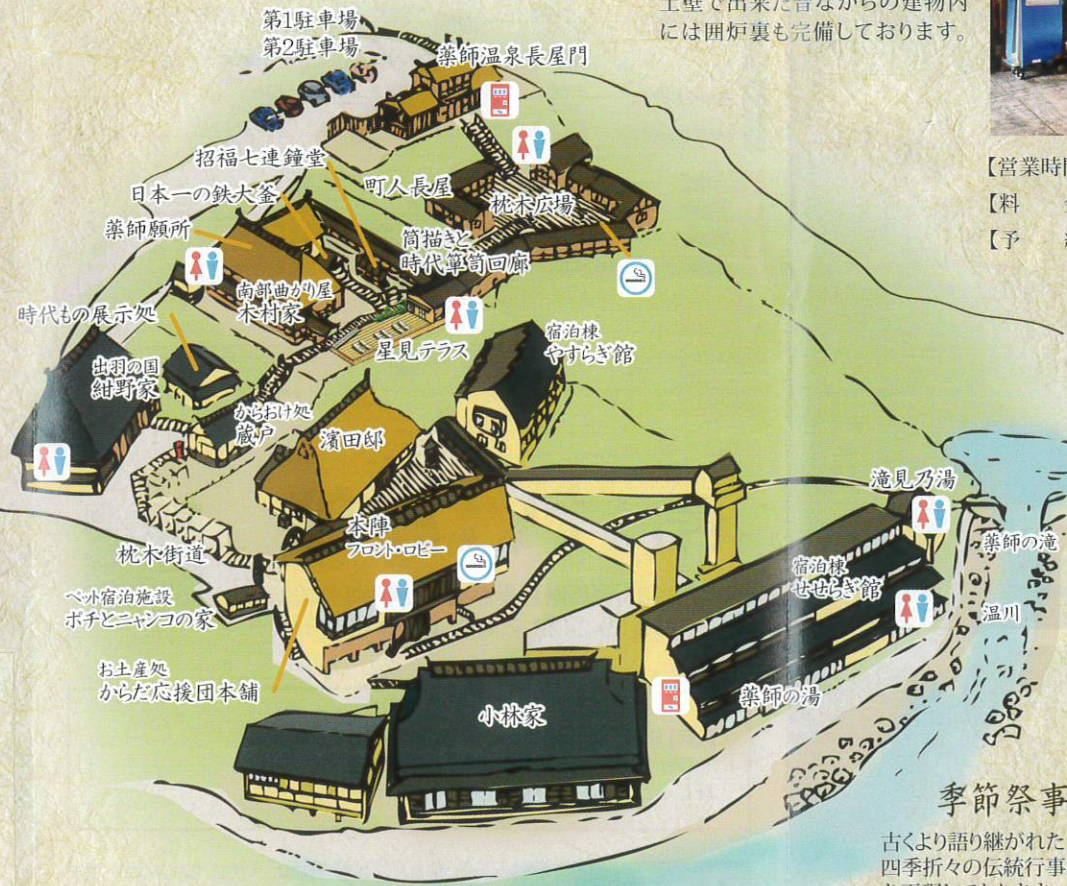 土壁で出来た昔ながらの建物内
には囲炉裏も完備しております。
【営業時間
【料
【予
第1駐車場
第2駐車場
薬師温泉長屋門
招福七連鐘堂
日本一の鉄大釜
町人長屋
枕木広場
薬師願所
筒描きと
時代箪笥回廊
南部曲がり屋
木村家
時代もの展示処
星見テラス
宿泊棟
やすらぎ館
出羽の国
紺野家
からおけ処
蔵戸
濱田邸
滝見乃湯
本陣
フロント・ロビー
薬師の滝
枕木街道
宿泊棟
せせらぎ館
温川
ペット宿泊施設
ポチとニャンコの家
お土産処
からだ応援団本舗
薬師の湯
小林家
季節祭事
古くより語り継がれた
四季折々の伝統行事